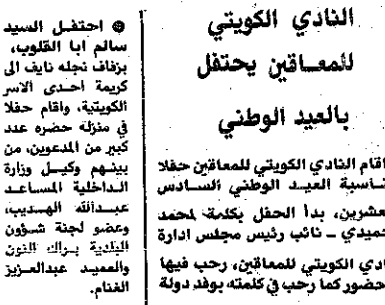 النادي الكويتي
للمعاقين يحتفل
بالعيد الوطني
اقام النادي الكويتي للمعاقين حفلا
ناسبة العيد الوطني السادس
عشرين، بدأ الحفل بكلمة لمحمد
حميدي ـ نائب رئيس مجلس ادارة
ادي الكويتي للمعاقين، رحب فيها
حضور كما رحب في كلمته بوفد دولة
● احتفل السيد
سالم ابا القلوب،
بزفاف نجله نايف الى
كريمة احدى الاسر
الكويتية، واقام حفلا
في منزله حضره عدد
كبير من المدعوين، من
بينهم وكيل وزارة
الداخلية المساعد
عبدالله الهديب،
وعضو لجنة شؤون
البلدية براك النون
والعميد عبدالعزيز
الغنام.